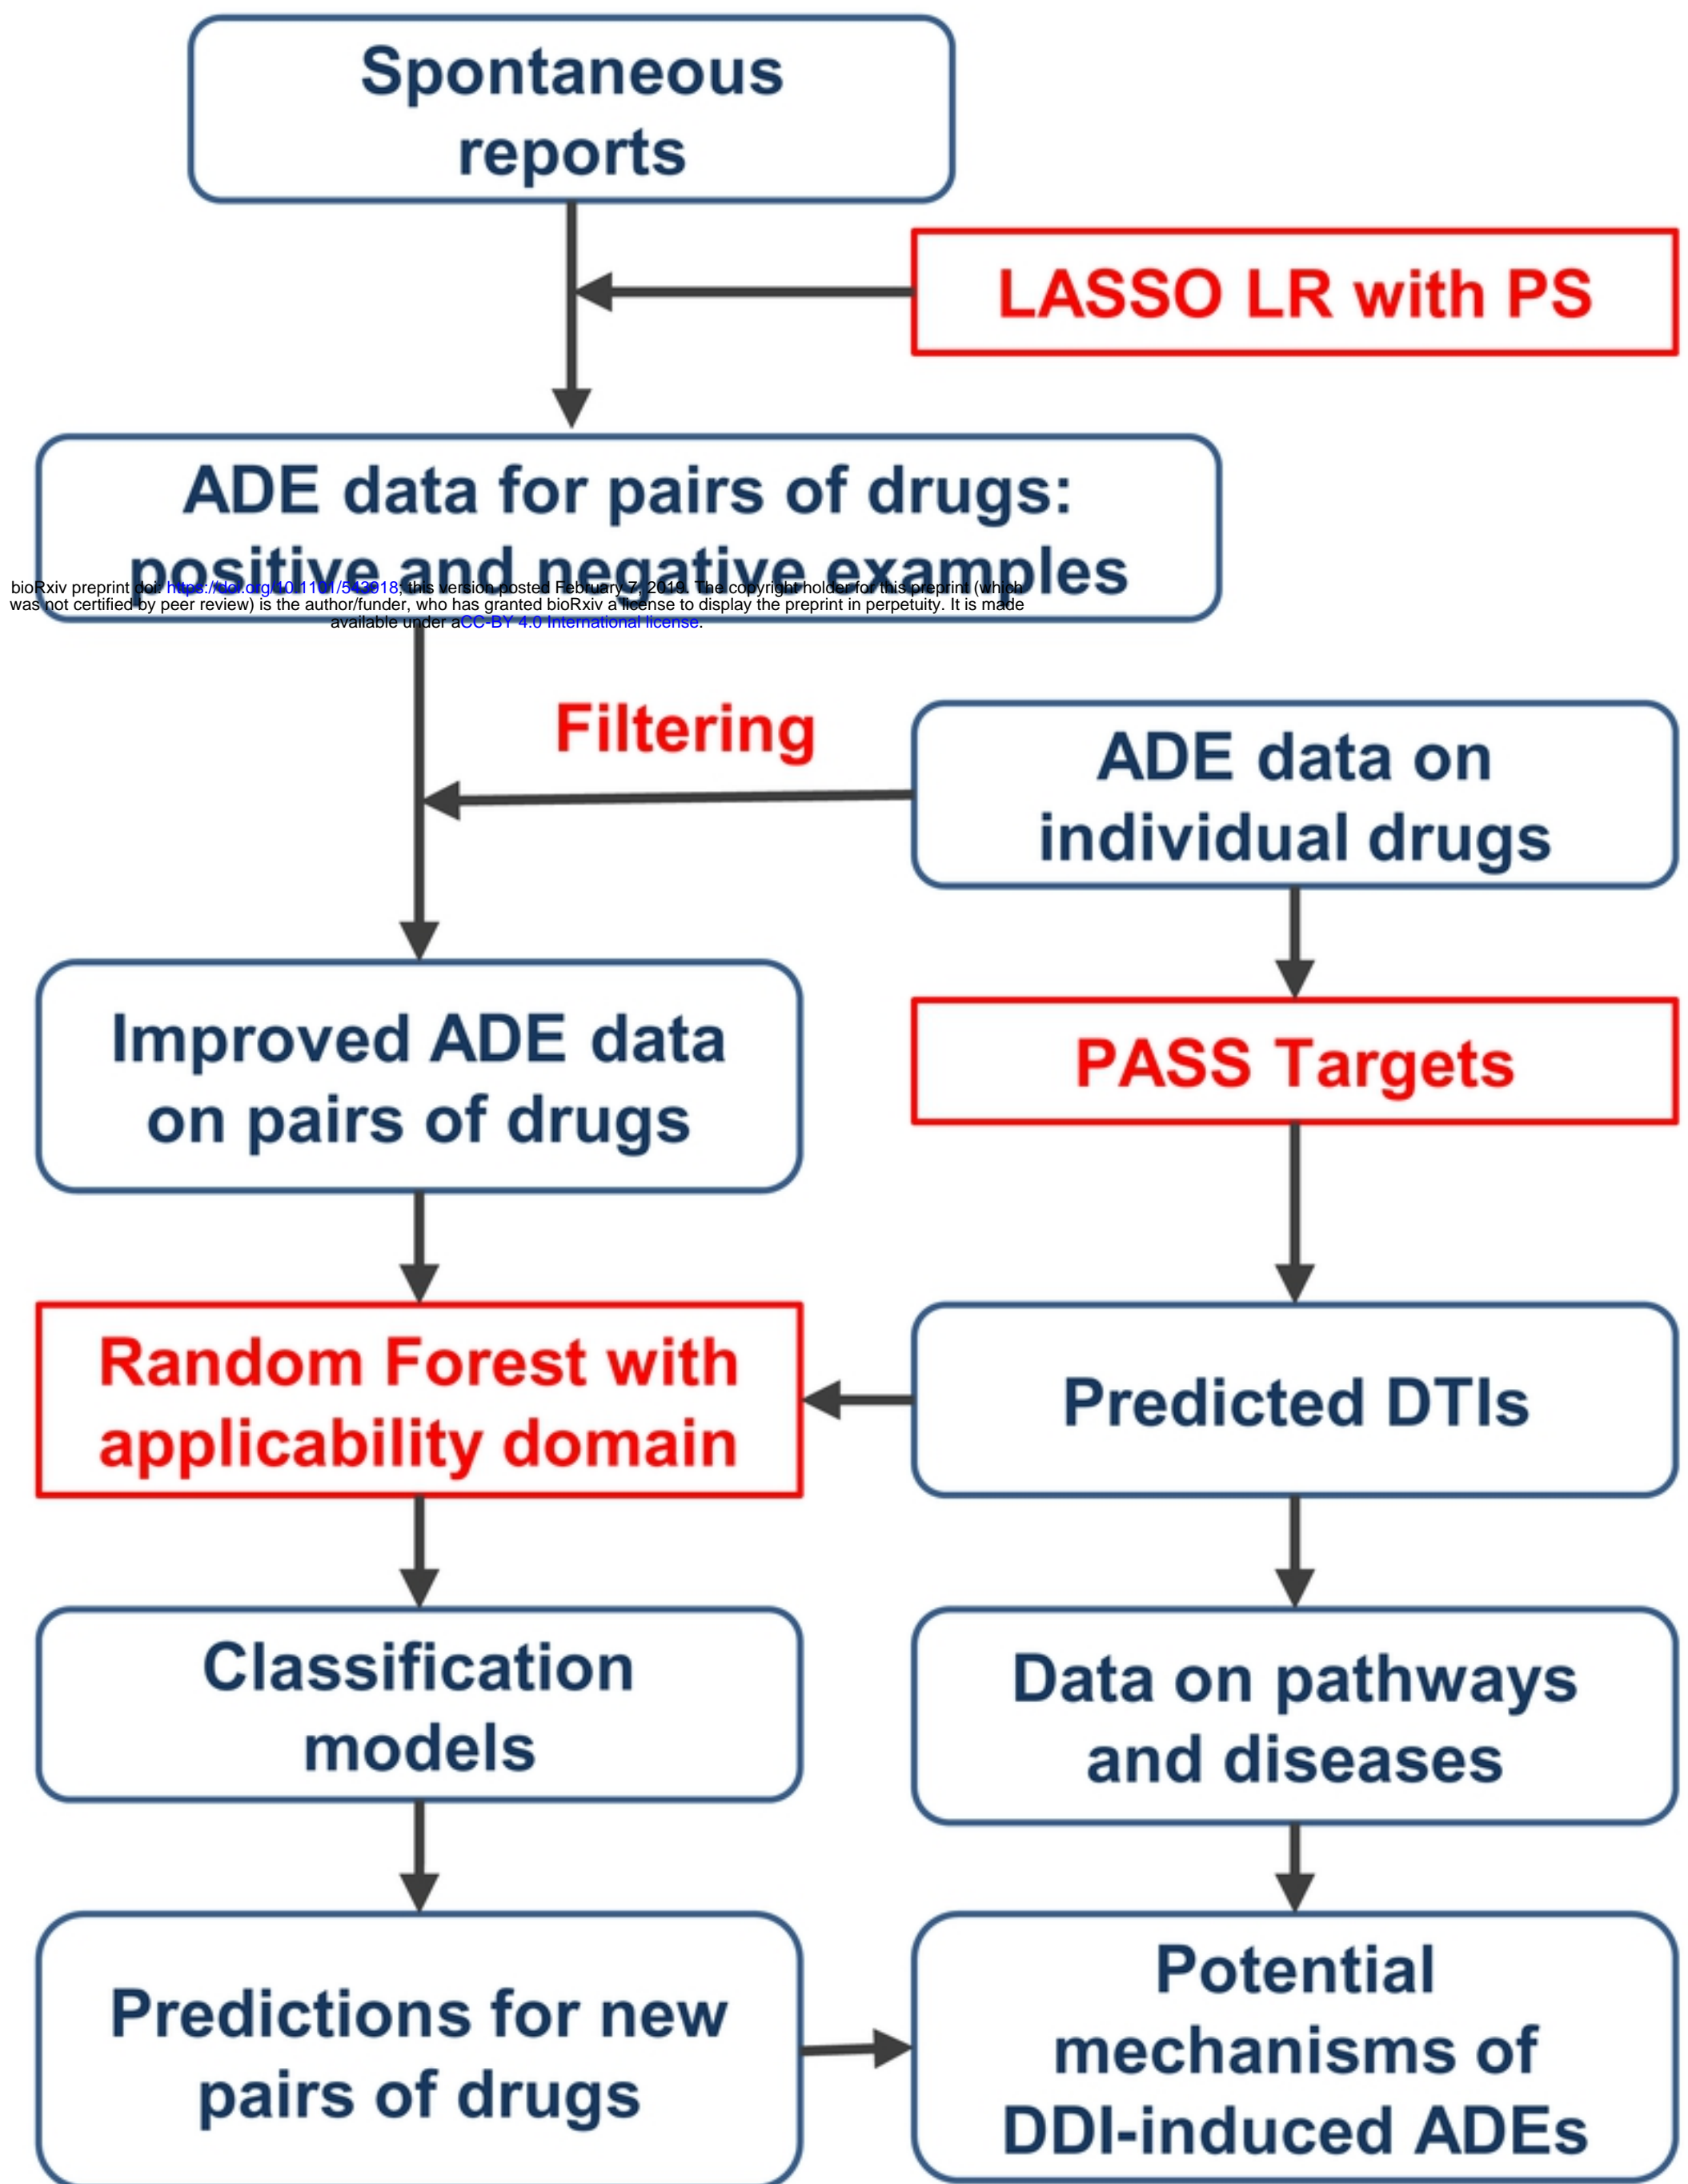 Spontaneous
reports
LASSO LR with PS
ADE data for pairs of drugs:
positive and negative examples
bioRxiv preprint doi: https://doi.org/10.1101/543918; this version posted February 7, 2019. The copyright holder for this preprint (which
was not certified by peer review) is the author/funder, who has granted bioRxiv a license to display the preprint in perpetuity. It is made
available under aCC-BY 4.0 International license.
Filtering
ADE data on
individual drugs
Improved ADE data
on pairs of drugs
PASS Targets
Random Forest with
applicability domain
Predicted DTIs
Classification
models
Data on pathways
and diseases
Predictions for new
pairs of drugs
Potential
mechanisms of
DDI-induced ADEs